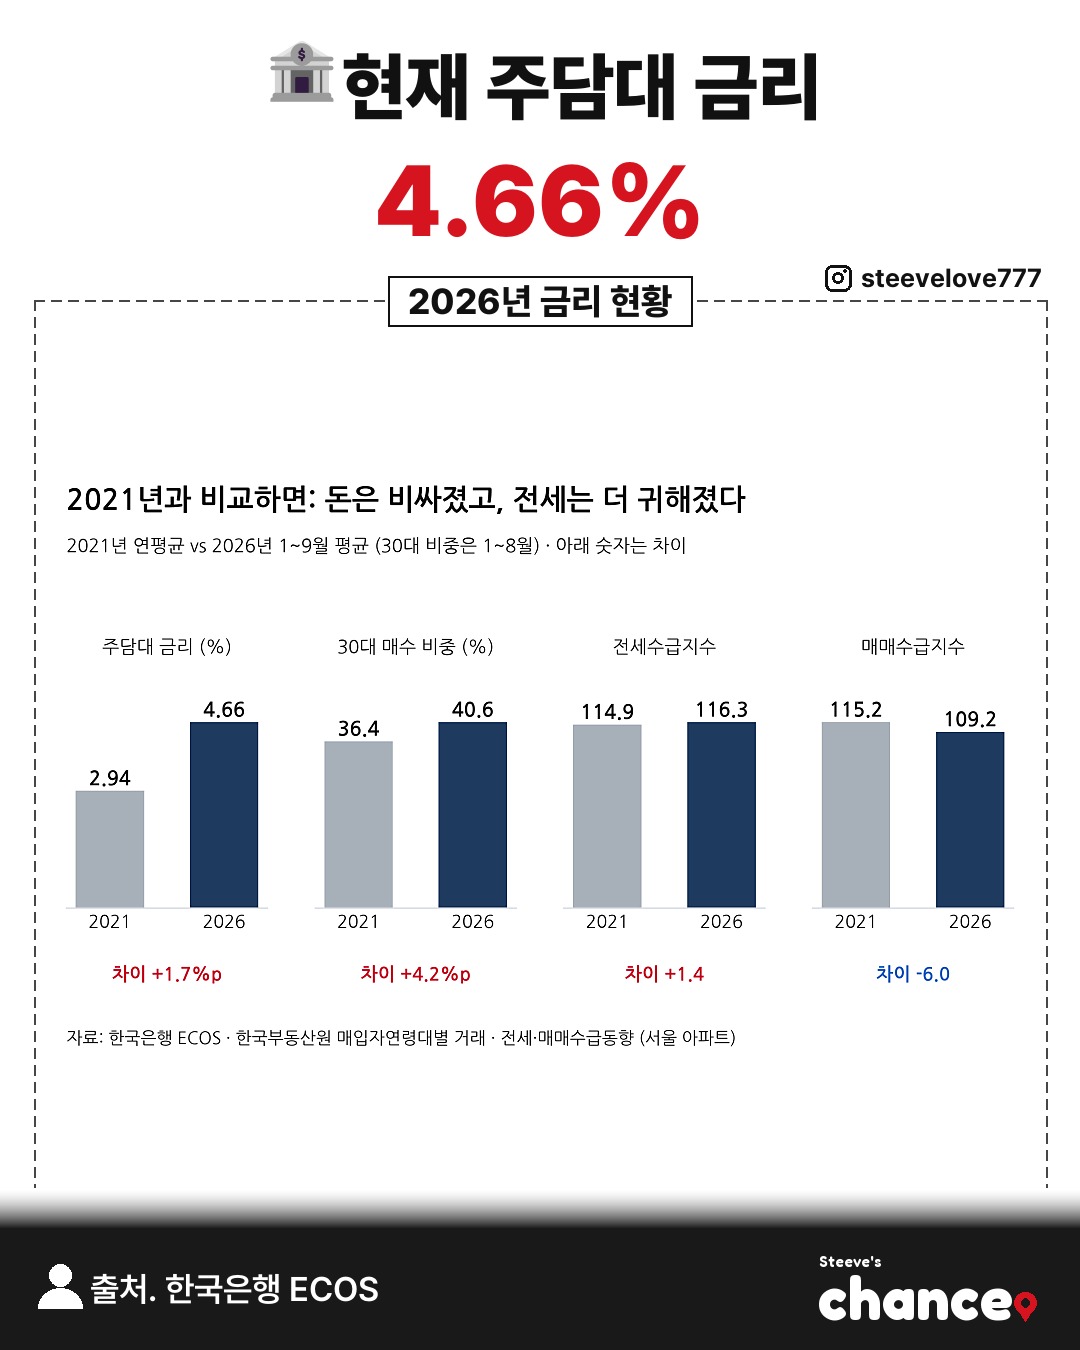 현재 주담대 금리
4.66%
steevelove777
2026년 금리 현황
2021년과 비교하면: 돈은 비싸졌고, 전세는 더 귀해졌다
2021년 연평균 vs 2026년 1~9월 평균 (30대 비중은 1~8월) · 아래 숫자는 차이
주담대 금리 (%)
2.94
4.66
2021
2026
차이 +1.7%p
30대 매수 비중 (%)
36.4
40.6
2021
2026
차이 +4.2%p
전세수급지수
114.9
116.3
2021
2026
차이 +1.4
매매수급지수
115.2
109.2
2021
2026
차이 -6.0
자료: 한국은행 ECOS · 한국부동산원 매입자연령대별 거래 · 전세·매매수급동향 (서울 아파트)
출처. 한국은행 ECOS
Steeve's
chance